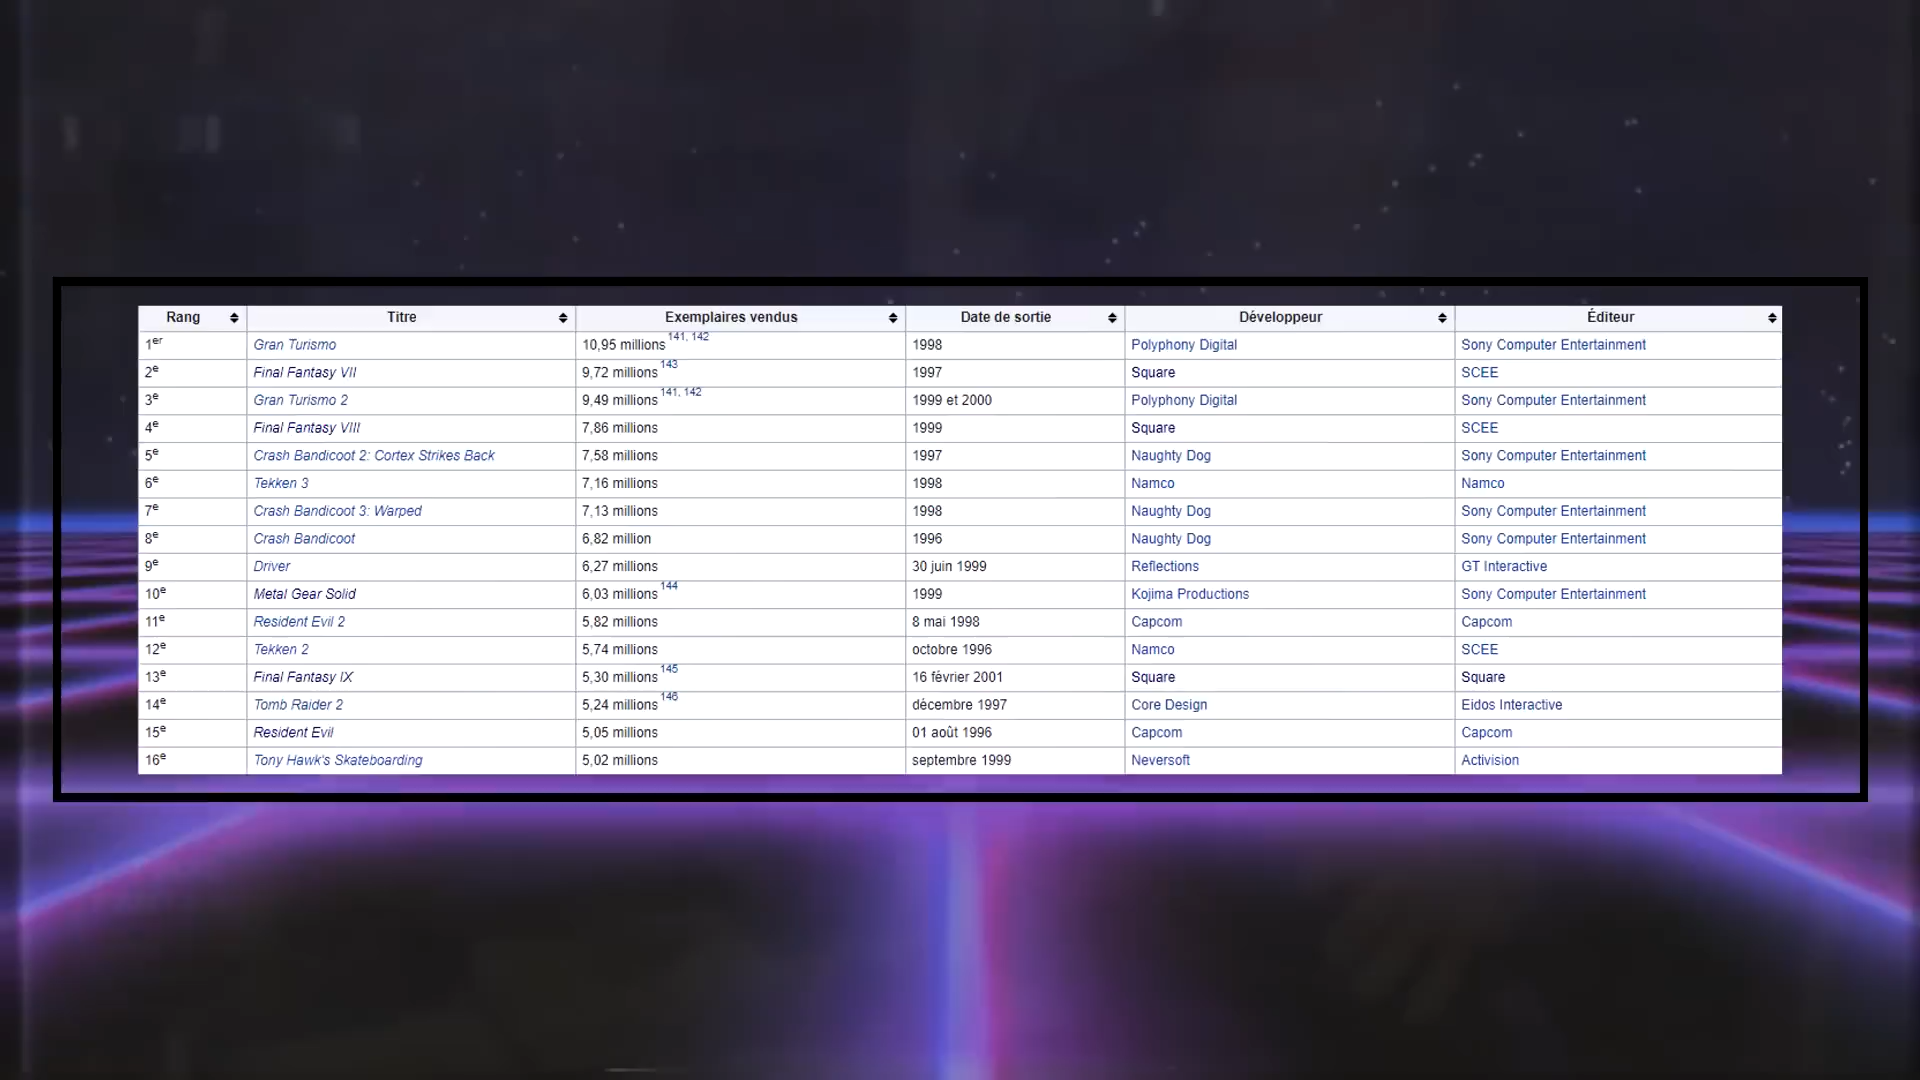 Rang Titre Exemplaires vendus Date de sortie Développeur Éditeur
1er Gran Turismo 10,95 millions 141, 142 1998 Polyphony Digital Sony Computer Entertainment
2e Final Fantasy VII 9,72 millions 143 1997 Square SCEE
3e Gran Turismo 2 9,49 millions 141, 142 1999 et 2000 Polyphony Digital Sony Computer Entertainment
4e Final Fantasy VIII 7,86 millions 1999 Square SCEE
5e Crash Bandicoot 2: Cortex Strikes Back 7,58 millions 1997 Naughty Dog Sony Computer Entertainment
6e Tekken 3 7,16 millions 1998 Namco Namco
7e Crash Bandicoot 3: Warped 7,13 millions 1998 Naughty Dog Sony Computer Entertainment
8e Crash Bandicoot 6,82 million 1996 Naughty Dog Sony Computer Entertainment
9e Driver 6,27 millions 30 juin 1999 Reflections GT Interactive
10e Metal Gear Solid 6,03 millions 144 1999 Kojima Productions Sony Computer Entertainment
11e Resident Evil 2 5,82 millions 8 mai 1998 Capcom Capcom
12e Tekken 2 5,74 millions octobre 1996 Namco SCEE
13e Final Fantasy IX 5,30 millions 145 16 février 2001 Square Square
14e Tomb Raider 2 5,24 millions 146 décembre 1997 Core Design Eidos Interactive
15e Resident Evil 5,05 millions 01 août 1996 Capcom Capcom
16e Tony Hawk's Skateboarding 5,02 millions septembre 1999 Neversoft Activision